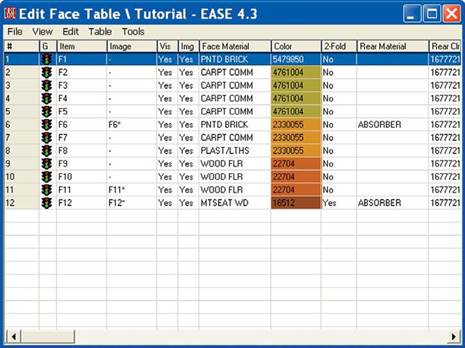 Edit Face Table \ Tutorial - EASE 4.3
File View Edit Table Tools
# G Item Image Vis Img Face Material Color 2-Fold Rear Material Rear Clr
1 F1 - Yes Yes PNTD BRICK 5479850 No 1677721
2 F2 - Yes Yes CARPT COMM 4761004 No 1677721
3 F3 - Yes Yes CARPT COMM 4761004 No 1677721
4 F4 - Yes Yes CARPT COMM 4761004 No 1677721
5 F5 - Yes Yes CARPT COMM 4761004 No 1677721
6 F6 F6* Yes Yes PNTD BRICK 2330055 No ABSORBER 1677721
7 F7 - Yes Yes CARPT COMM 2330055 No 1677721
8 F8 - Yes Yes PLAST/LTHS 2330055 No 1677721
9 F9 - Yes Yes WOOD FLR 22704 No 1677721
10 F10 - Yes Yes WOOD FLR 22704 No 1677721
11 F11 F11* Yes Yes WOOD FLR 22704 No 1677721
12 F12 F12* Yes Yes MTSEAT WD 16512 Yes ABSORBER 1677721